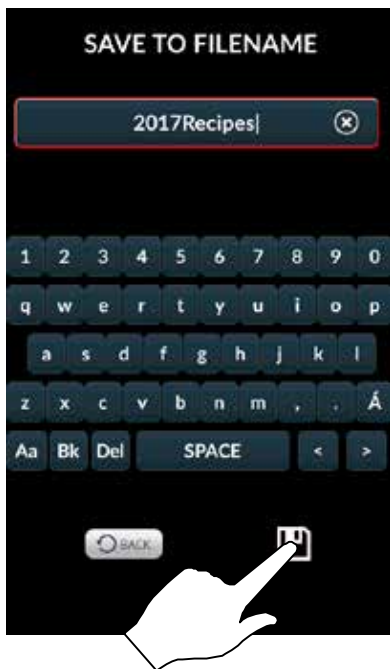 SAVE TO FILENAME
2017Recipes
1 2 3 4 5 6 7 8 9 0
q w e r t y u i o p
a s d f g h j k l
z x c v b n m , . Á
Aa Bk Del SPACE < >
BACK